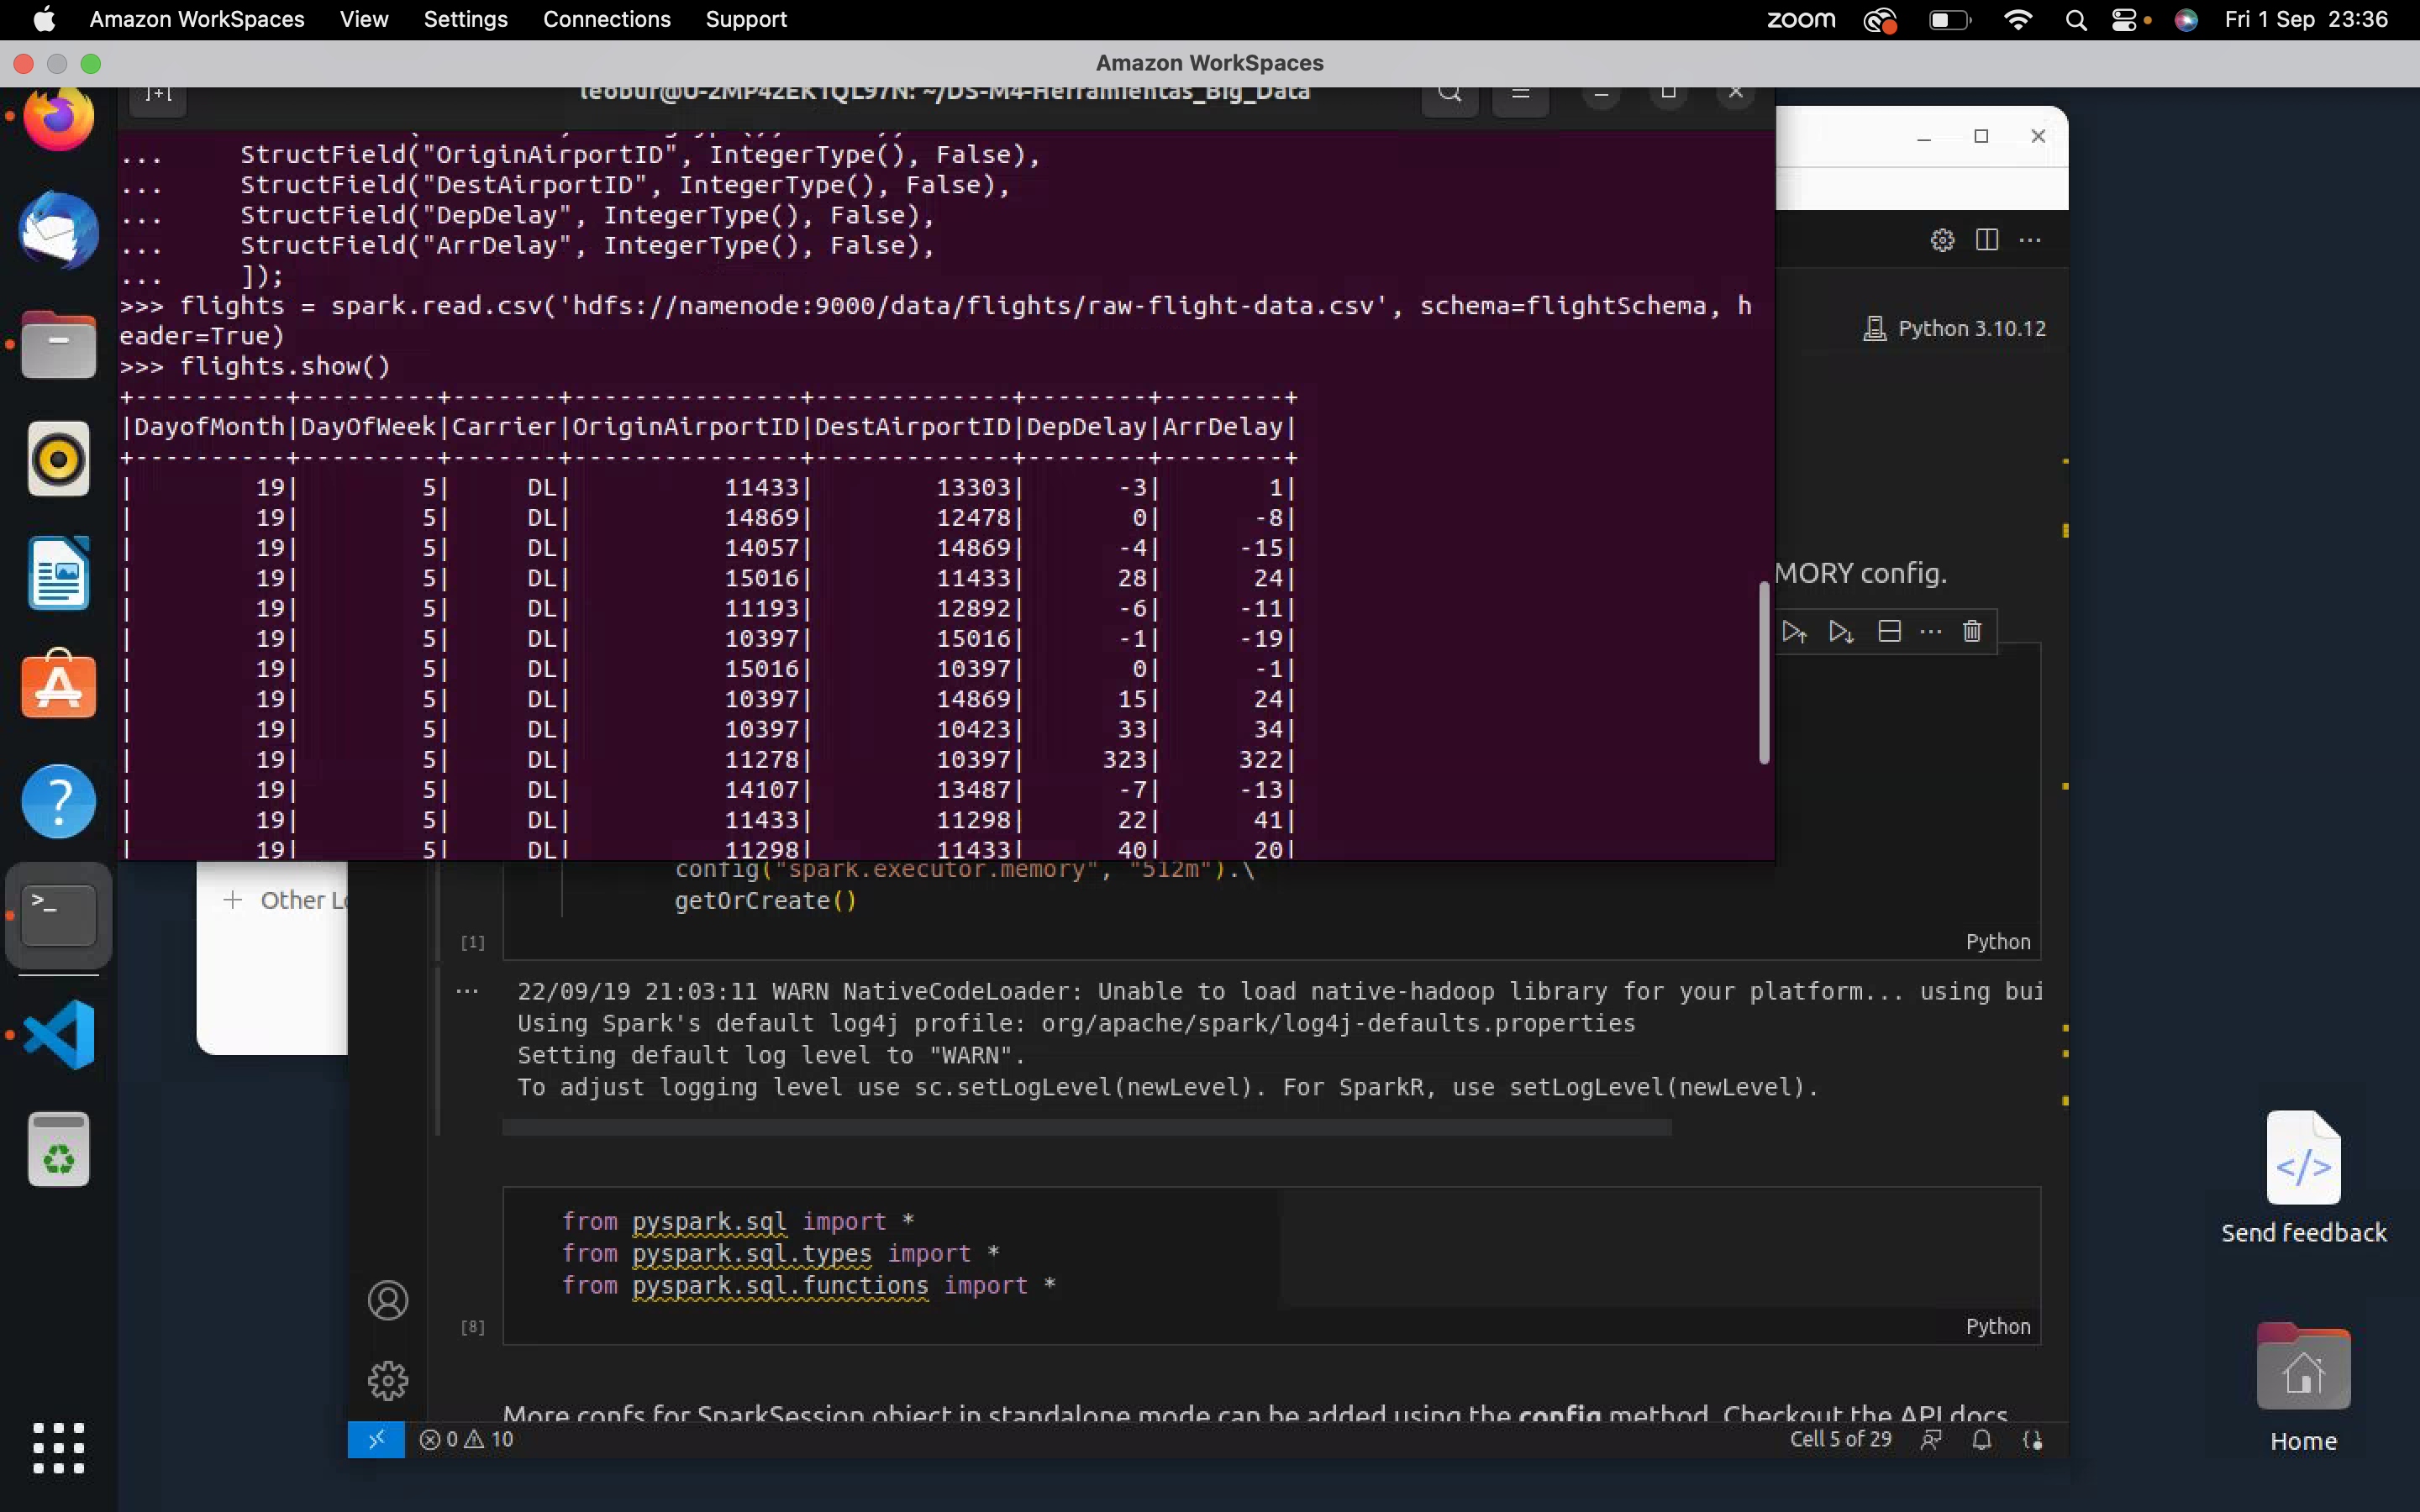 Amazon WorkSpaces View Settings Connections Support zoom Fri 1 Sep 23:36
Amazon WorkSpaces
leobur@U-2MP42EKTQL97N: ~/DS-M4-Herramientas_Big_Data
... StructField("OriginAirportID", IntegerType(), False),
... StructField("DestAirportID", IntegerType(), False),
... StructField("DepDelay", IntegerType(), False),
... StructField("ArrDelay", IntegerType(), False),
... ]);
>>> flights = spark.read.csv('hdfs://namenode:9000/data/flights/raw-flight-data.csv', schema=flightSchema, h
eader=True)
>>> flights.show()
+----------+---------+-------+---------------+-------------+--------+--------+
|DayofMonth|DayOfWeek|Carrier|OriginAirportID|DestAirportID|DepDelay|ArrDelay|
+----------+---------+-------+---------------+-------------+--------+--------+
|        19|        5|     DL|          11433|        13303|      -3|       1|
|        19|        5|     DL|          14869|        12478|       0|      -8|
|        19|        5|     DL|          14057|        14869|      -4|     -15|
|        19|        5|     DL|          15016|        11433|      28|      24|
|        19|        5|     DL|          11193|        12892|      -6|     -11|
|        19|        5|     DL|          10397|        15016|      -1|     -19|
|        19|        5|     DL|          15016|        10397|       0|      -1|
|        19|        5|     DL|          10397|        14869|      15|      24|
|        19|        5|     DL|          10397|        10423|      33|      34|
|        19|        5|     DL|          11278|        10397|     323|     322|
|        19|        5|     DL|          14107|        13487|      -7|     -13|
|        19|        5|     DL|          11433|        11298|      22|      41|
|        19|        5|     DL|          11298|        11433|      40|      20|
Python 3.10.12
MORY config.
+ Other Lo
config("spark.executor.memory", "512m").\
getOrCreate()
[1] Python
... 22/09/19 21:03:11 WARN NativeCodeLoader: Unable to load native-hadoop library for your platform... using bui
Using Spark's default log4j profile: org/apache/spark/log4j-defaults.properties
Setting default log level to "WARN".
To adjust logging level use sc.setLogLevel(newLevel). For SparkR, use setLogLevel(newLevel).
from pyspark.sql import *
from pyspark.sql.types import *
from pyspark.sql.functions import *
[8] Python
More confs for SparkSession object in standalone mode can be added using the config method. Checkout the API docs
0 10 Cell 5 of 29
Send feedback
Home